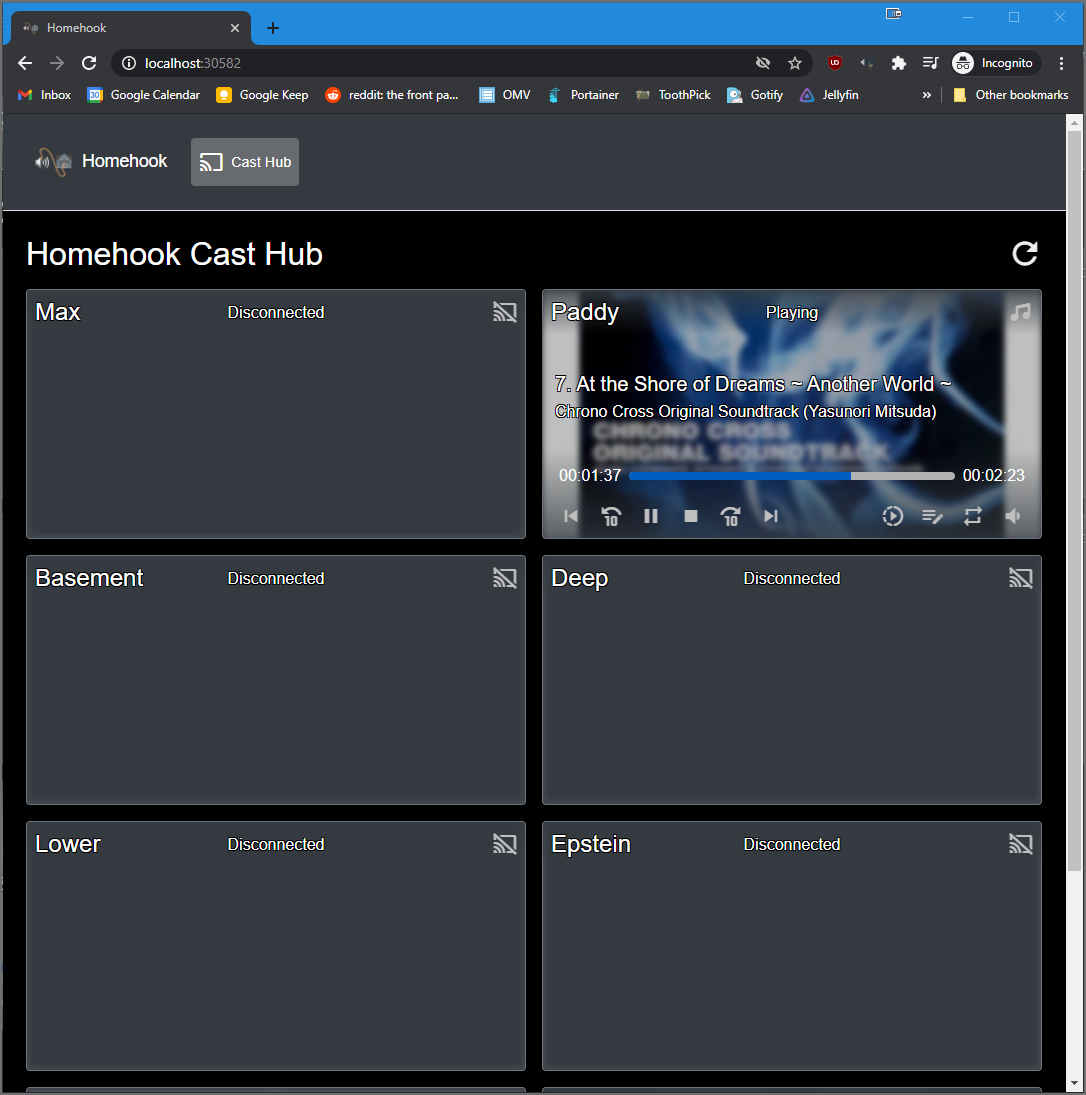 Homehook
localhost:30582
Incognito
Inbox
30
Google Calendar
Google Keep
reddit: the front pa...
OMV
Portainer
ToothPick
Gotify
Jellyfin
»
Other bookmarks
Homehook
Cast Hub
Homehook Cast Hub
Max
Disconnected
Paddy
Playing
7. At the Shore of Dreams ~ Another World ~
Chrono Cross Original Soundtrack (Yasunori Mitsuda)
CHRONO CROSS
ORIGINAL SOUNDTRACK
00:01:37
00:02:23
10
10
Basement
Disconnected
Deep
Disconnected
Lower
Disconnected
Epstein
Disconnected